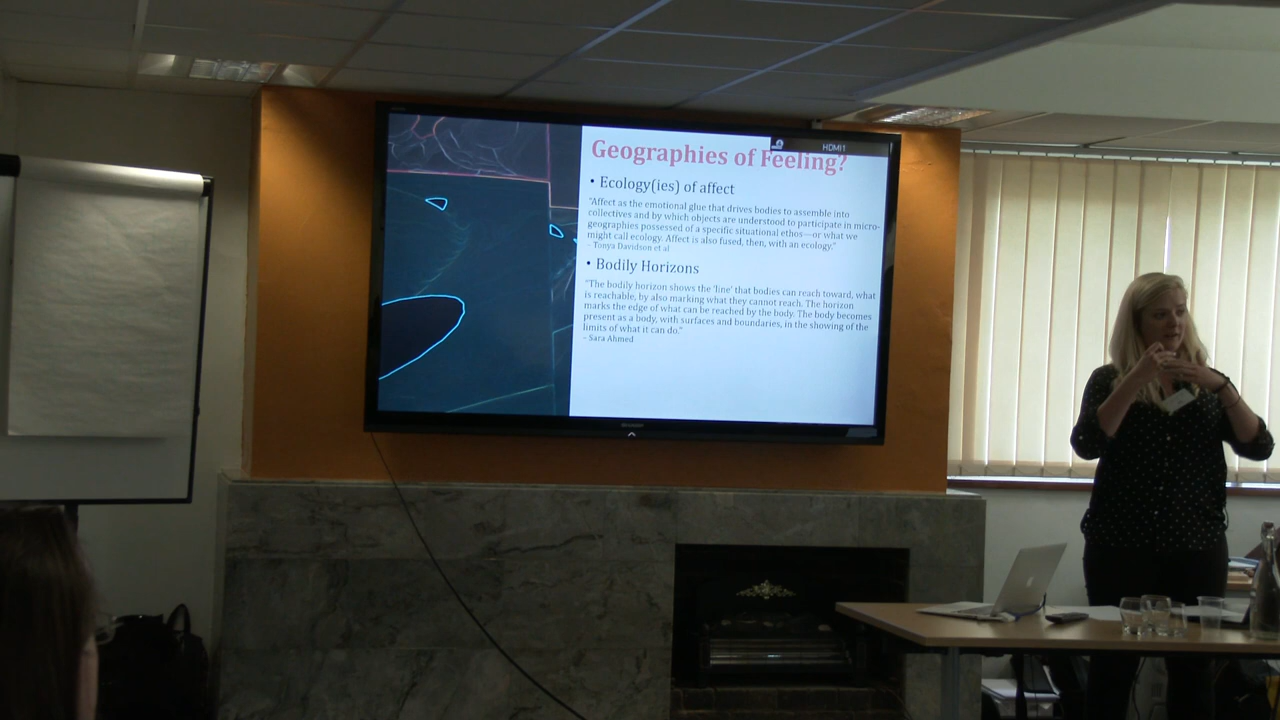 HDMI1
Geographies of Feeling?
• Ecology(ies) of affect
"Affect as the emotional glue that drives bodies to assemble into
collectives and by which objects are understood to participate in micro-
geographies possessed of a specific situational ethos—or what we
might call ecology. Affect is also fused, then, with an ecology."
- Tonya Davidson et al
• Bodily Horizons
"The bodily horizon shows the 'line' that bodies can reach toward, what
is reachable, by also marking what they cannot reach. The horizon
marks the edge of what can be reached by the body. The body becomes
present as a body, with surfaces and boundaries, in the showing of the
limits of what it can do."
– Sara Ahmed
SHARP